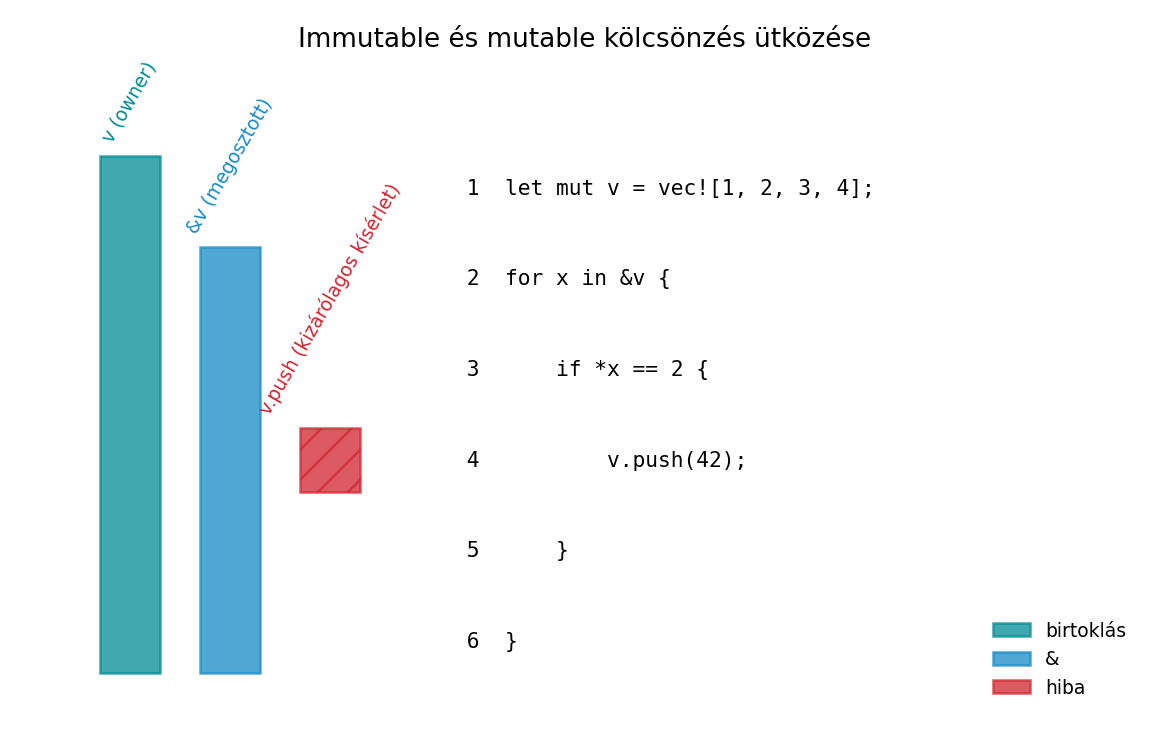 Immutable és mutable kölcsönzés ütközése
v (owner)
&v (megosztott)
v.push (kizárólagos kísérlet)
1  let mut v = vec![1, 2, 3, 4];
2  for x in &v {
3      if *x == 2 {
4          v.push(42);
5      }
6  }
birtoklás
&
hiba